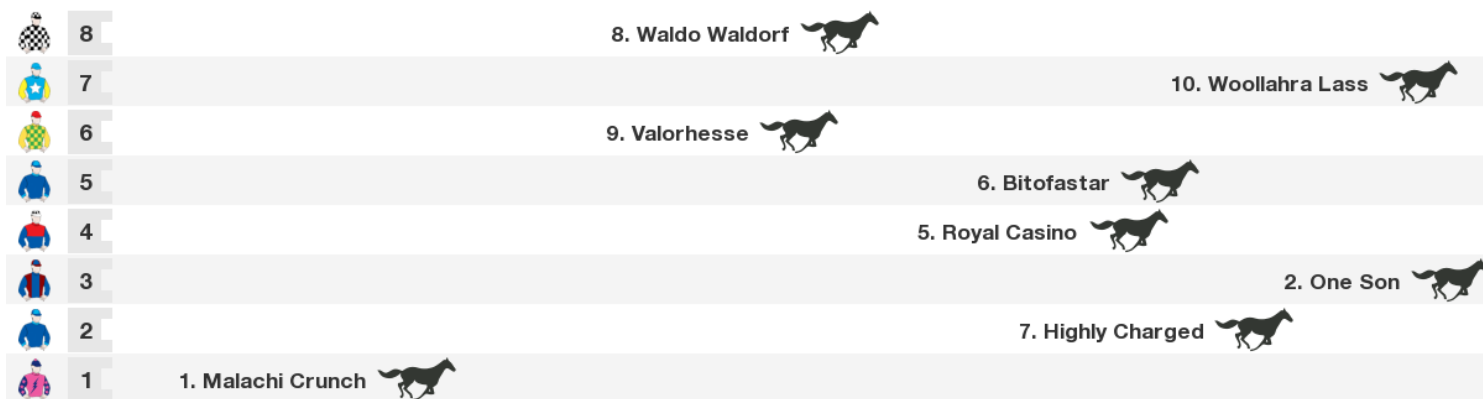 8 8. Waldo Waldorf
7 10. Woollahra Lass
6 9. Valorhesse
5 6. Bitofastar
4 5. Royal Casino
3 2. One Son
2 7. Highly Charged
1 1. Malachi Crunch